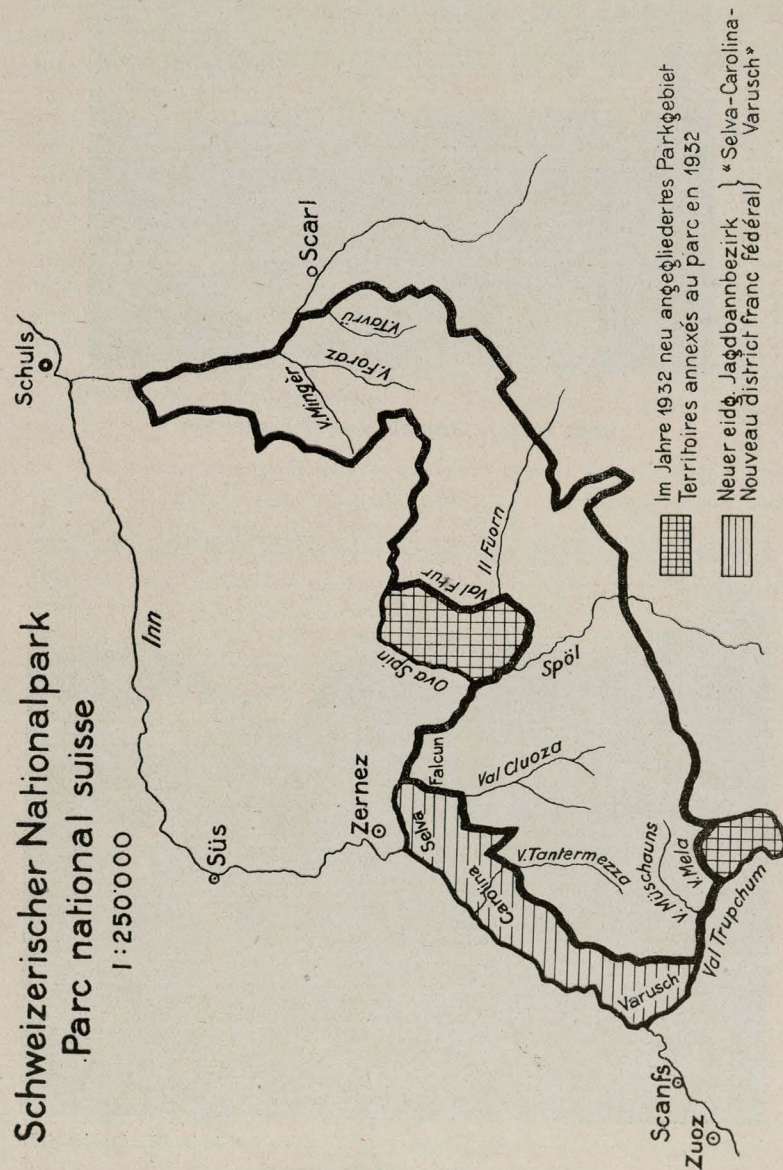 Schweizerischer Nationalpark
Parc national suisse
1:250'000
Schuls
Scarl
Inn
V. Tavrü
V. Foraz
V. Minger
Süs
Zernez
Ova Spin
Val Ftur
Il Fuorn
Spöl
Falcun
Selva
Val Cluoza
Carolina
V. Tantermezza
V. Müschauns
V. Mela
Val Trupchum
Varusch
Scanfs
Zuoz
Im Jahre 1932 neu angegliedertes Parkgebiet
Territoires annexés au parc en 1932
Neuer eidg. Jagdbannbezirk } «Selva-Carolina-
Nouveau district franc fédéral } Varusch»